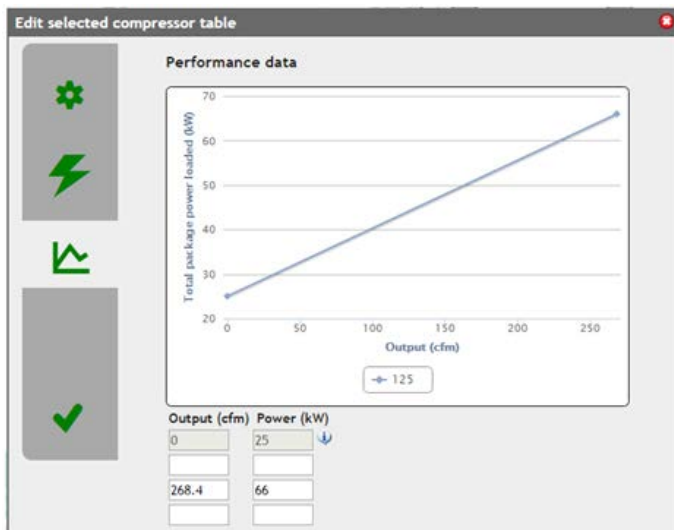 Edit selected compressor table
Performance data
Total package power loaded (kW)
70
60
50
40
30
20
0 50 100 150 200 250
Output (cfm)
125
Output (cfm) Power (kW)
0 25
268.4 66